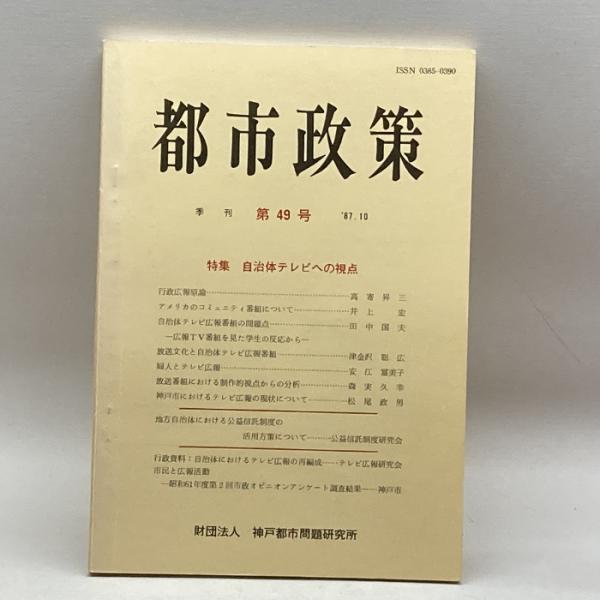 ISSN 0385-0390
都市政策
季刊 第49号 '87.10
特集 自治体テレビへの視点
行政広報原論……高寄昇三
アメリカのコミュニティ番組について……井上宏
自治体テレビ広報番組の問題点……田中国夫
―広報TV番組を見た学生の反応から―
放送文化と自治体テレビ広報番組……津金沢聡広
婦人とテレビ広報……安江冨美子
放送番組における制作的視点からの分析……森実久幸
神戸市におけるテレビ広報の現状について……松尾政男
地方自治体における公益信託制度の
活用方策について………公益信託制度研究会
行政資料:自治体におけるテレビ広報の再編成……テレビ広報研究会
市民と広報活動
―昭和61年度第2回市政オピニオンアンケート調査結果――神戸市
財団法人 神戸都市問題研究所